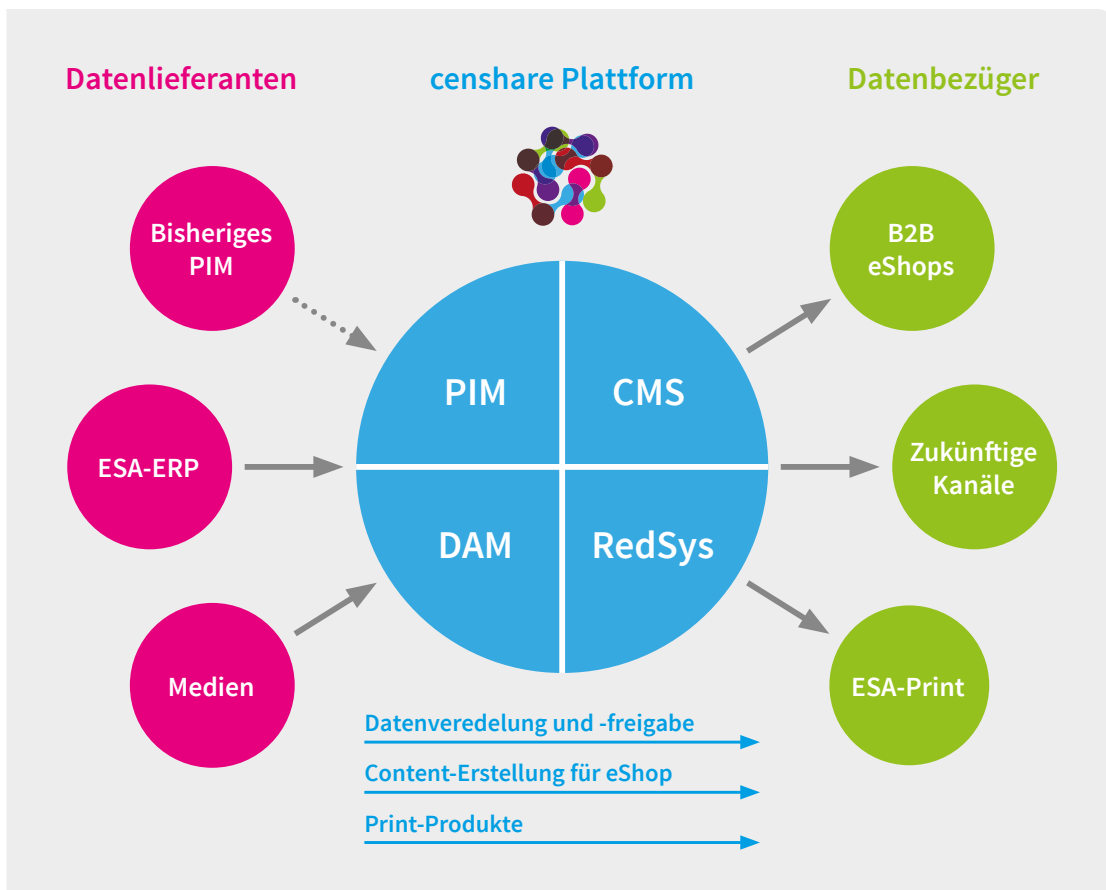 Datenlieferanten
censhare Plattform
Datenbezüger
Bisheriges
PIM
ESA-ERP
Medien
PIM
CMS
DAM
RedSys
B2B
eShops
Zukünftige
Kanäle
ESA-Print
Datenveredelung und -freigabe
Content-Erstellung für eShop
Print-Produkte